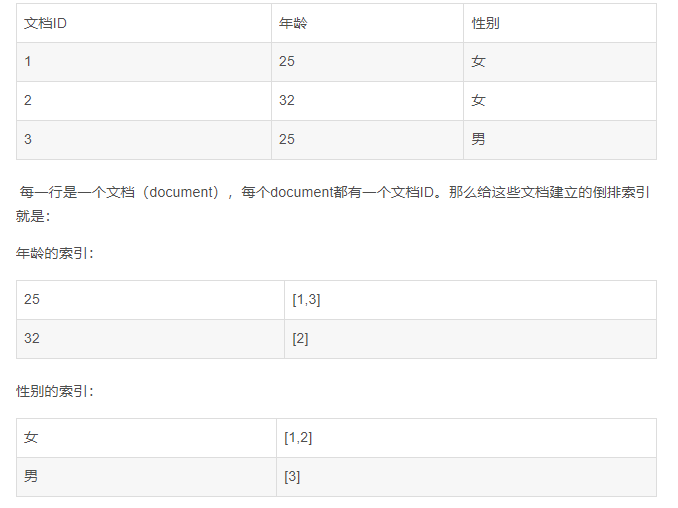 文档ID 年龄 性别
1 25 女
2 32 女
3 25 男
每一行是一个文档（document），每个document都有一个文档ID。那么给这些文档建立的倒排索引
就是：
年龄的索引：
25 [1,3]
32 [2]
性别的索引：
女 [1,2]
男 [3]